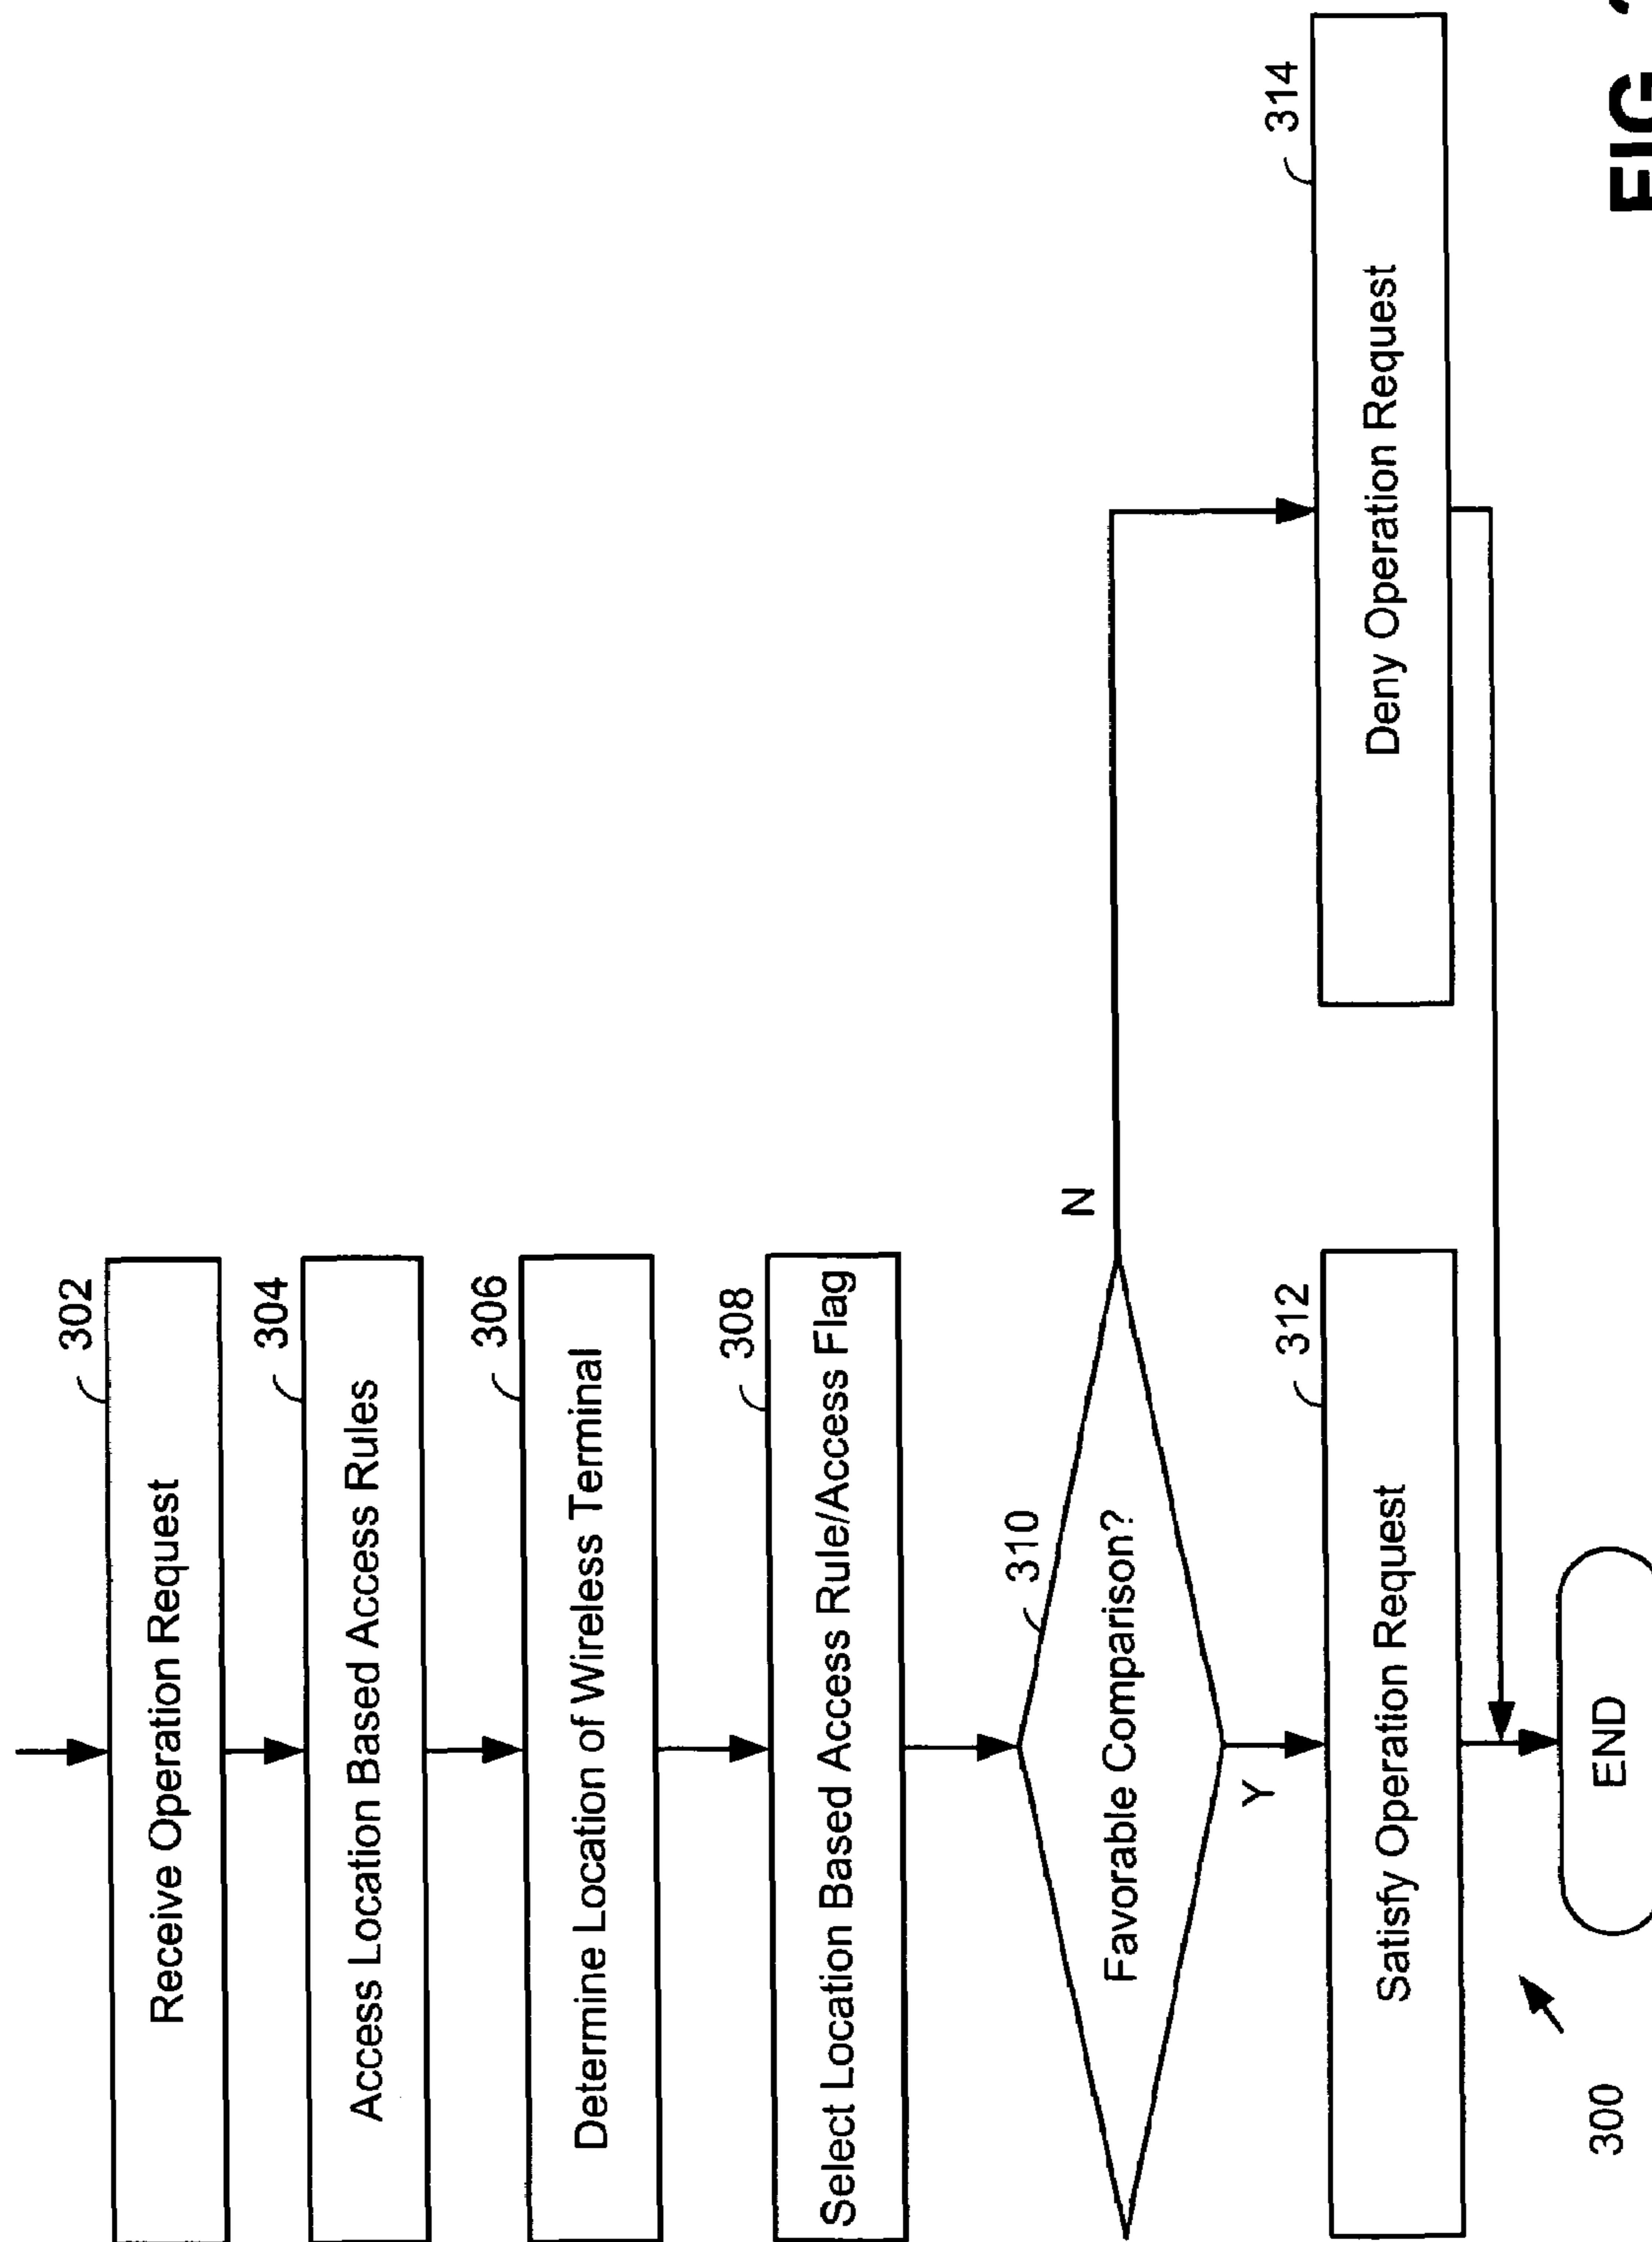 302
Receive Operation Request
304
Access Location Based Access Rules
306
Determine Location of Wireless Terminal
308
Select Location Based Access Rule/Access Flag
310
Favorable Comparison?
N
Y
312
Satisfy Operation Request
314
Deny Operation Request
END
300
FIG